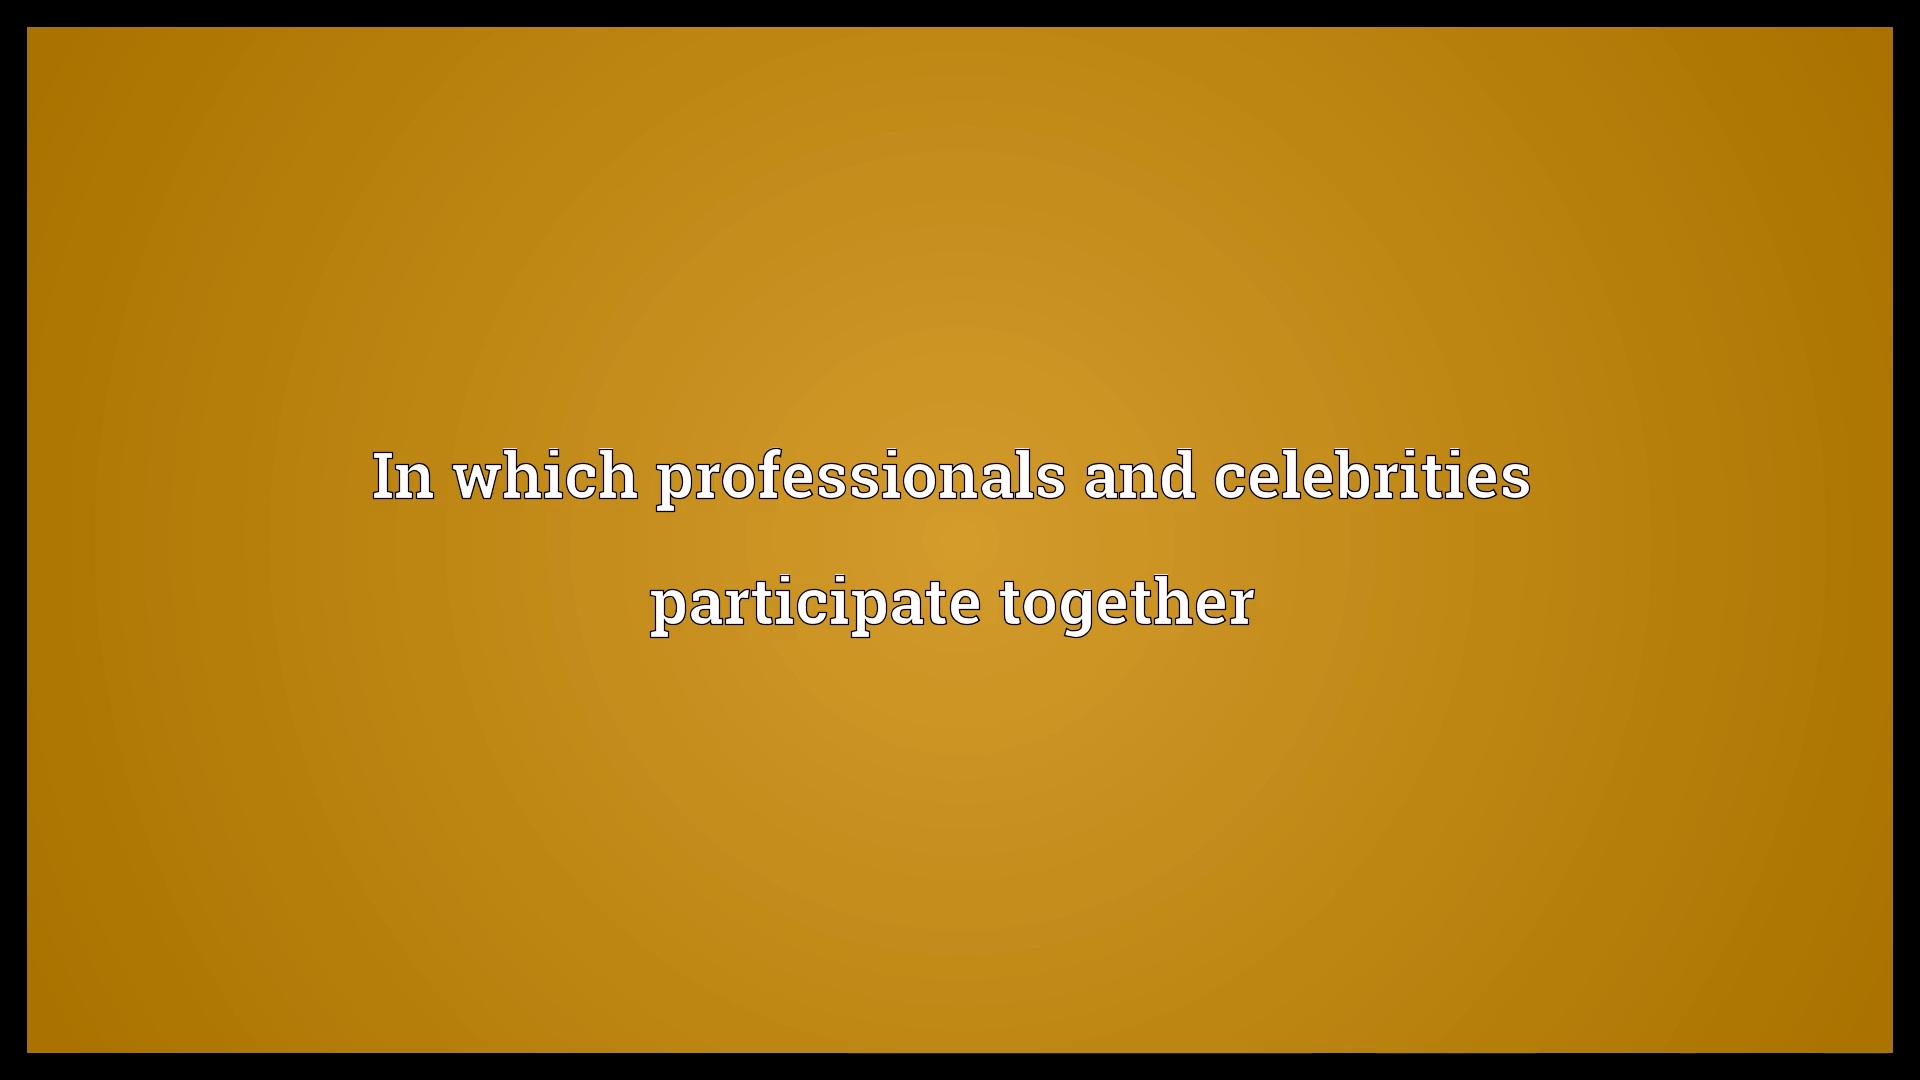 In which professionals and celebrities
participate together